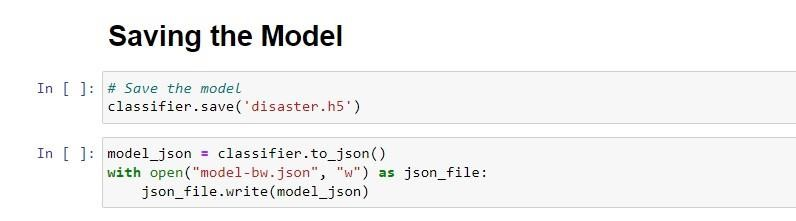 Saving the Model
In [ ]: # Save the model
classifier.save('disaster.h5')
In [ ]: model_json = classifier.to_json()
with open("model-bw.json", "w") as json_file:
    json_file.write(model_json)